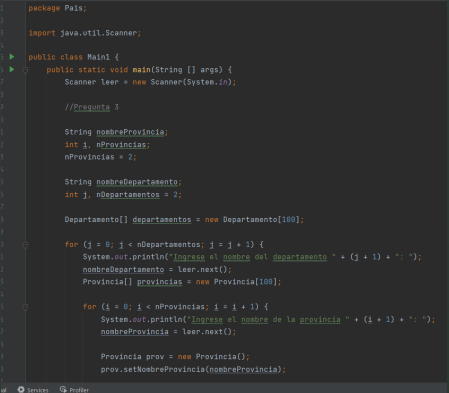 package Pais;
import java.util.Scanner;
public class Main1 {
public static void main(String [] args) {
Scanner leer = new Scanner(System.in);
//Pregunta 3
String nombreProvincia;
int i, nProvincias;
nProvincias = 2;
String nombreDepartamento;
int j, nDepartamentos = 2;
Departamento[] departamentos = new Departamento[100];
for (j = 0; j < nDepartamentos; j = j + 1) {
System.out.println("Ingrese el nombre del departamento " + (j + 1) + ": ");
nombreDepartamento = leer.next();
Provincia[] provincias = new Provincia[100];
for (i = 0; i < nProvincias; i = i + 1) {
System.out.println("Ingrese el nombre de la provincia " + (i + 1) + ": ");
nombreProvincia = leer.next();
Provincia prov = new Provincia();
prov.setNombreProvincia(nombreProvincia);
Services Profiler